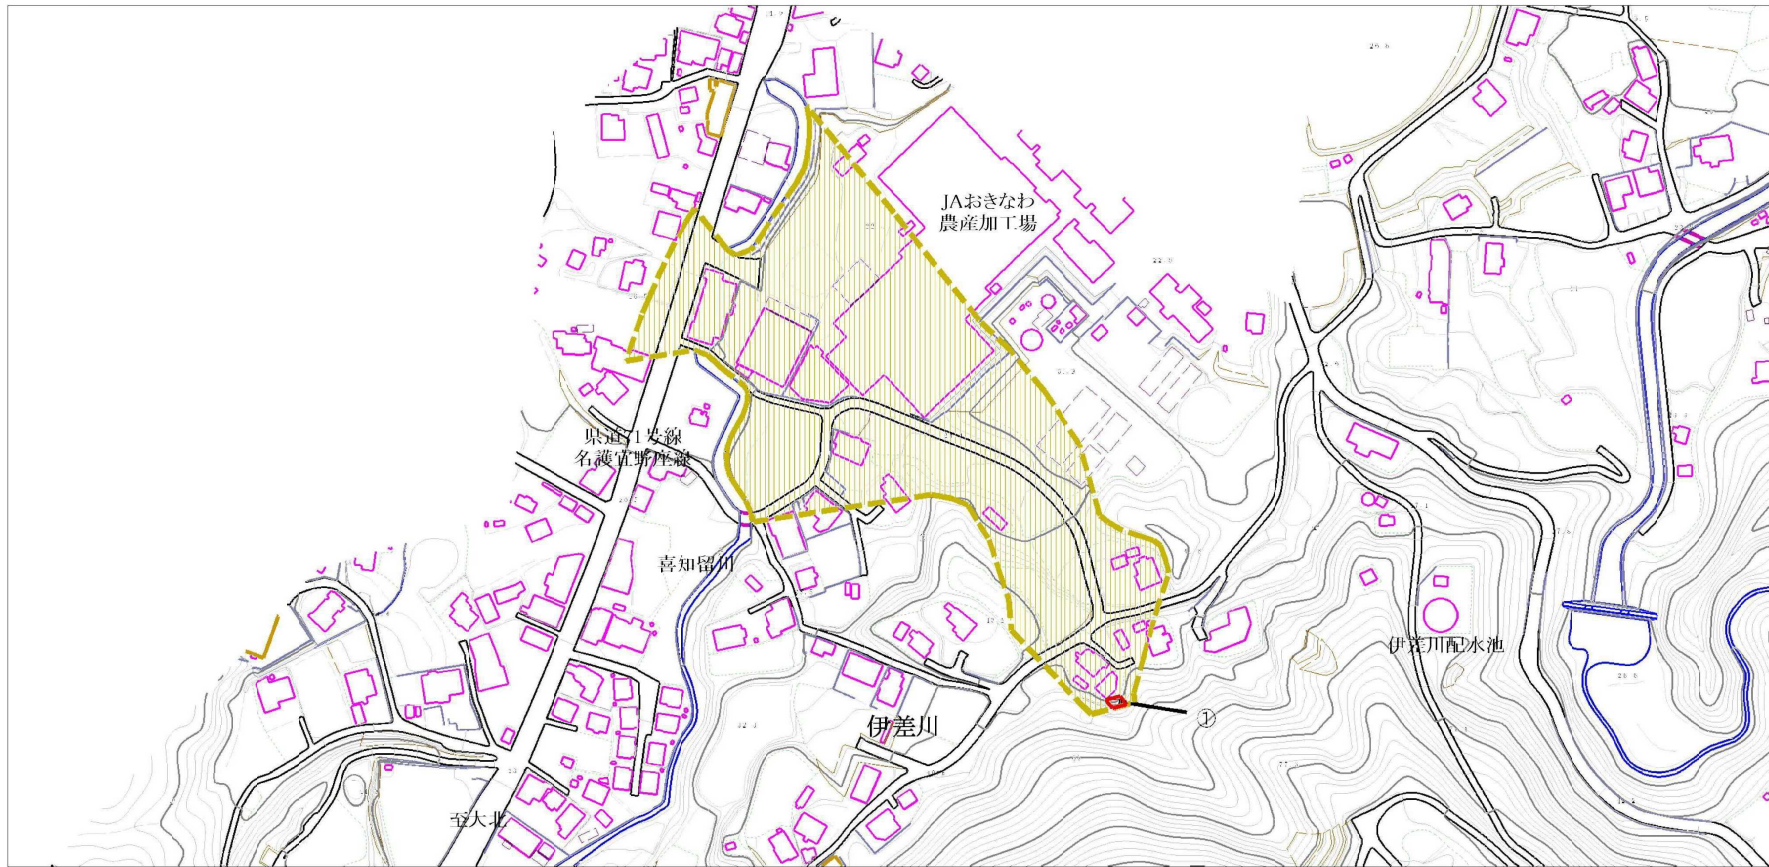 JAおきなわ
農産加工場
県道71号線
名護宜野座線
喜知留川
伊差川配水池
①
伊差川
至大北